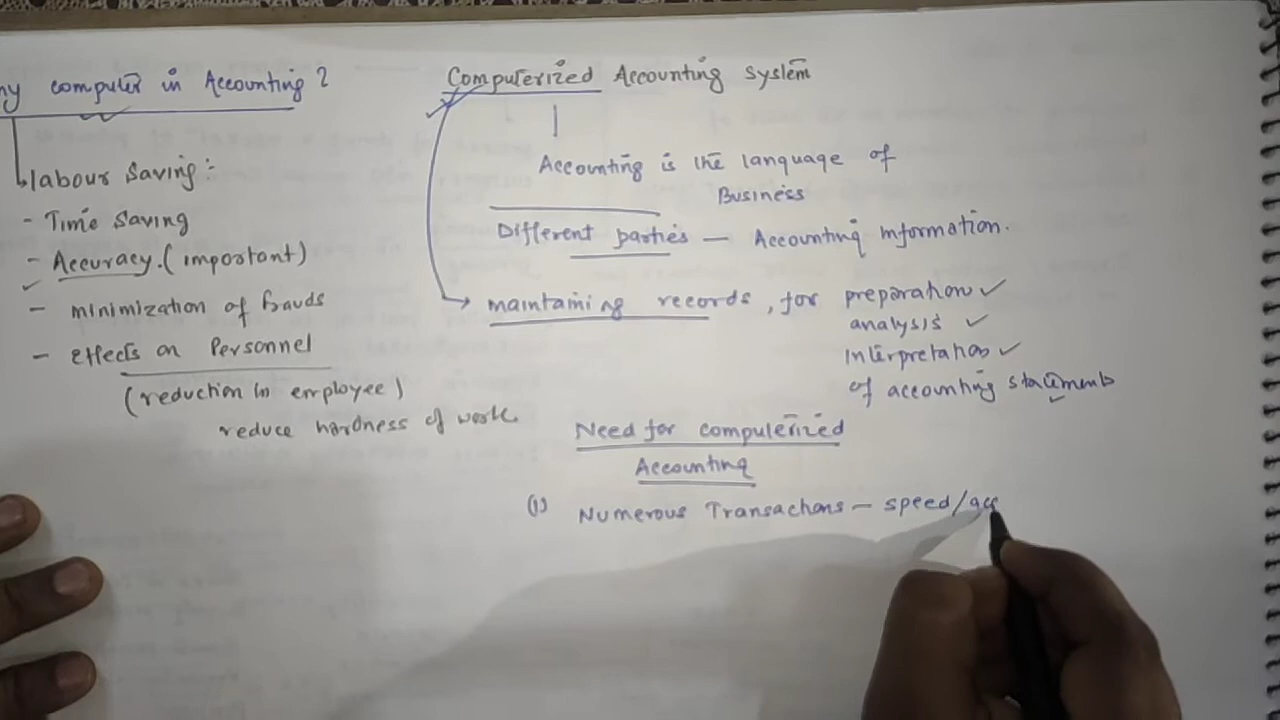 ny computer in Accounting ?
labour saving :
- Time saving
- Accuracy. (important)
- minimization of frauds
- effects on Personnel
(reduction in employee)
reduce hardness of work
Computerized Accounting system
Accounting is the language of
Business
Different parties — Accounting information.
maintaining records, for preparation
analysis
interpretation
of accounting statements
Need for computerized
Accounting
(1) Numerous Transactions — speed/acc